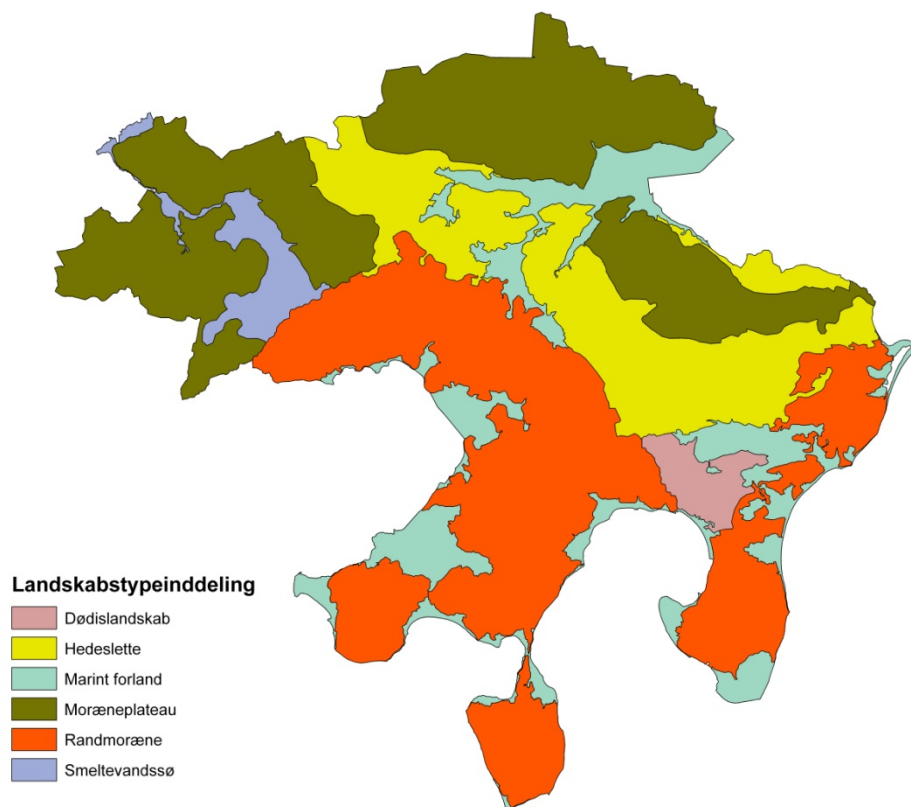 Landskabstypeinddeling
Dødislandskab
Hedeslette
Marint forland
Moræneplateau
Randmoræne
Smeltevandssø